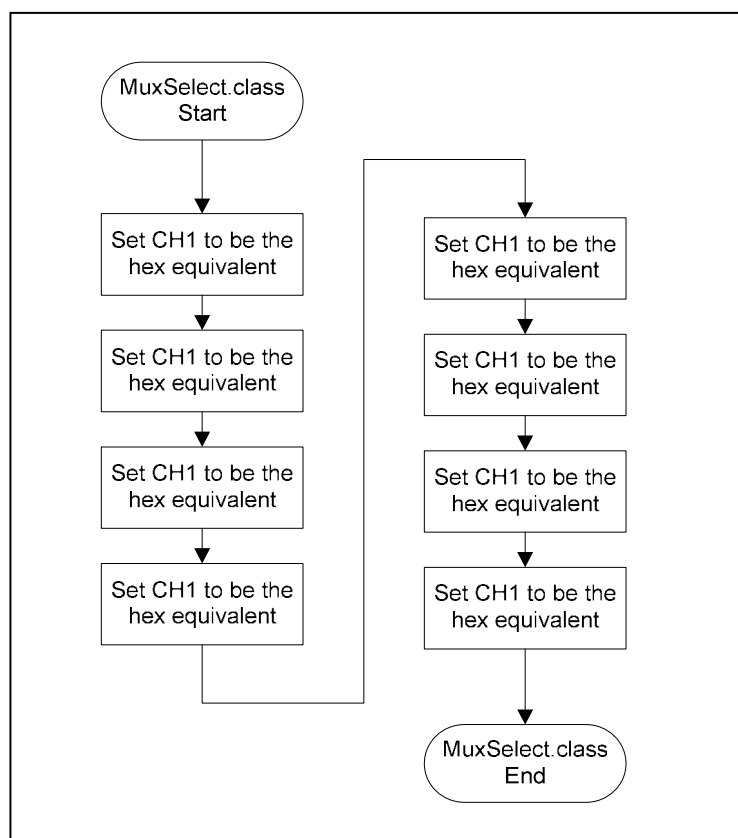 MuxSelect.class
Start
Set CH1 to be the
hex equivalent
Set CH1 to be the
hex equivalent
Set CH1 to be the
hex equivalent
Set CH1 to be the
hex equivalent
Set CH1 to be the
hex equivalent
Set CH1 to be the
hex equivalent
Set CH1 to be the
hex equivalent
Set CH1 to be the
hex equivalent
MuxSelect.class
End